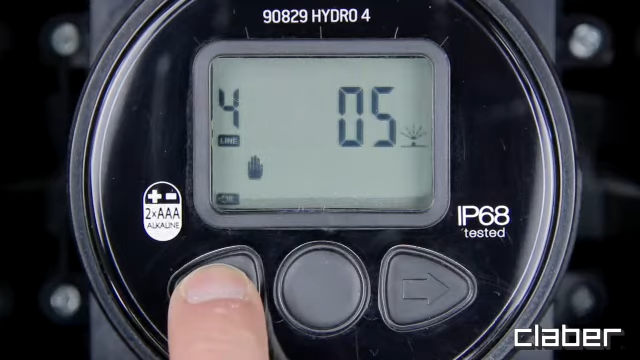 90829 HYDRO 4
4
05
LINE
2xAAA
ALKALINE
IP68
tested
claber